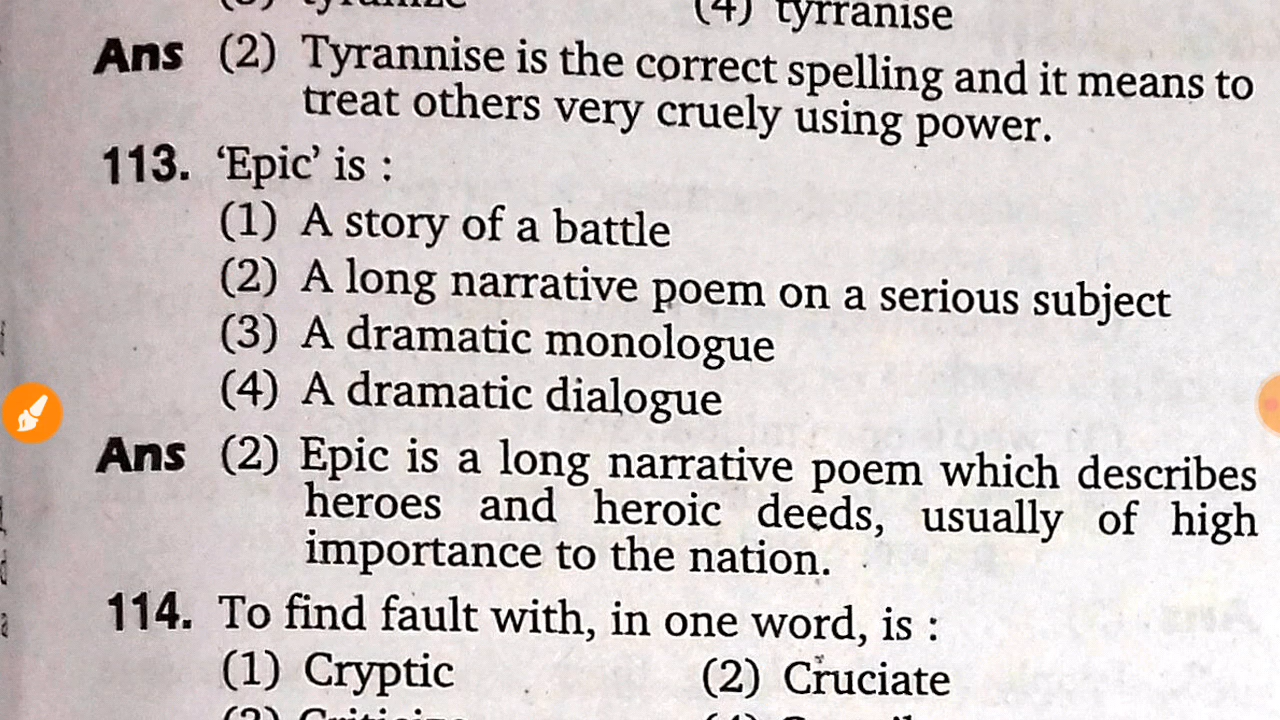 (4) tyrranise
Ans (2) Tyrannise is the correct spelling and it means to
treat others very cruely using power.
113. ‘Epic’ is :
(1) A story of a battle
(2) A long narrative poem on a serious subject
(3) A dramatic monologue
(4) A dramatic dialogue
Ans (2) Epic is a long narrative poem which describes
heroes and heroic deeds, usually of high
importance to the nation.
114. To find fault with, in one word, is :
(1) Cryptic (2) Cruciate